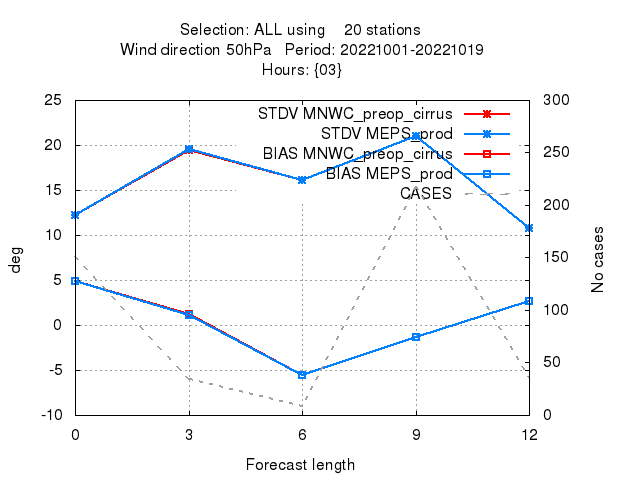 Selection: ALL using    20 stations
Wind direction 50hPa   Period: 20221001-20221019
Hours: {03}
STDV MNWC_preop_cirrus
STDV MEPS_prod
BIAS MNWC_preop_cirrus
BIAS MEPS_prod
CASES
deg
25
20
15
10
5
0
-5
-10
300
250
200
150
100
50
0
No cases
0 3 6 9 12
Forecast length